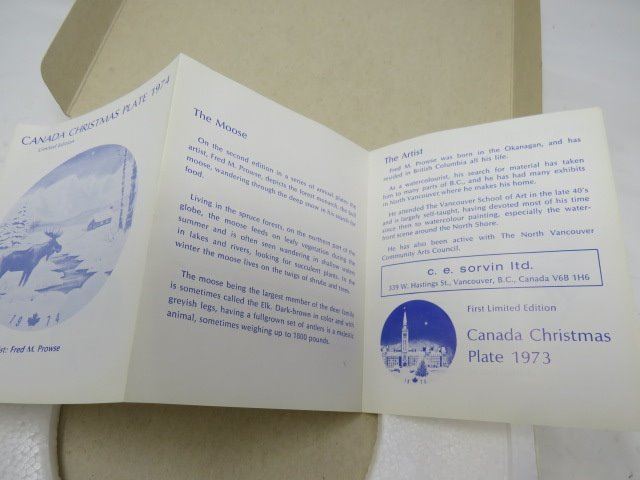 CANADA CHRISTMAS PLATE 1974
Limited Edition
1974
Artist: Fred M. Prowse
The Moose
On the second edition in a series of annual plates, the
artist, Fred M. Prowse, depicts the forest monarch, the bull
moose, wandering through the deep snow in his search for
food.
Living in the spruce forests, on the northern part of the
globe, the moose feeds on leafy vegetation during the
summer and is often seen wandering in shallow waters
in lakes and rivers, looking for succulent plants. In the
winter the moose lives on the twigs of shrubs and trees.
The moose being the largest member of the deer family
is sometimes called the Elk. Dark-brown in color and with
greyish legs, having a fullgrown set of antlers is a majestic
animal, sometimes weighing up to 1800 pounds.
The Artist
Fred M. Prowse was born in the Okanagan, and has
resided in British Columbia all his life.
As a watercolourist, his search for material has taken
him to many parts of B.C., and he has had many exhibits
in North Vancouver, where he makes his home.
He attended The Vancouver School of Art in the late 40's
and is largely self-taught, having devoted most of his time
since then to watercolour painting, especially the water-
front scene around the North Shore.
He has also been active with The North Vancouver
Community Arts Council.
c. e. sorvin ltd.
339 W. Hastings St., Vancouver, B.C., Canada V6B 1H6
First Limited Edition
Canada Christmas
Plate 1973